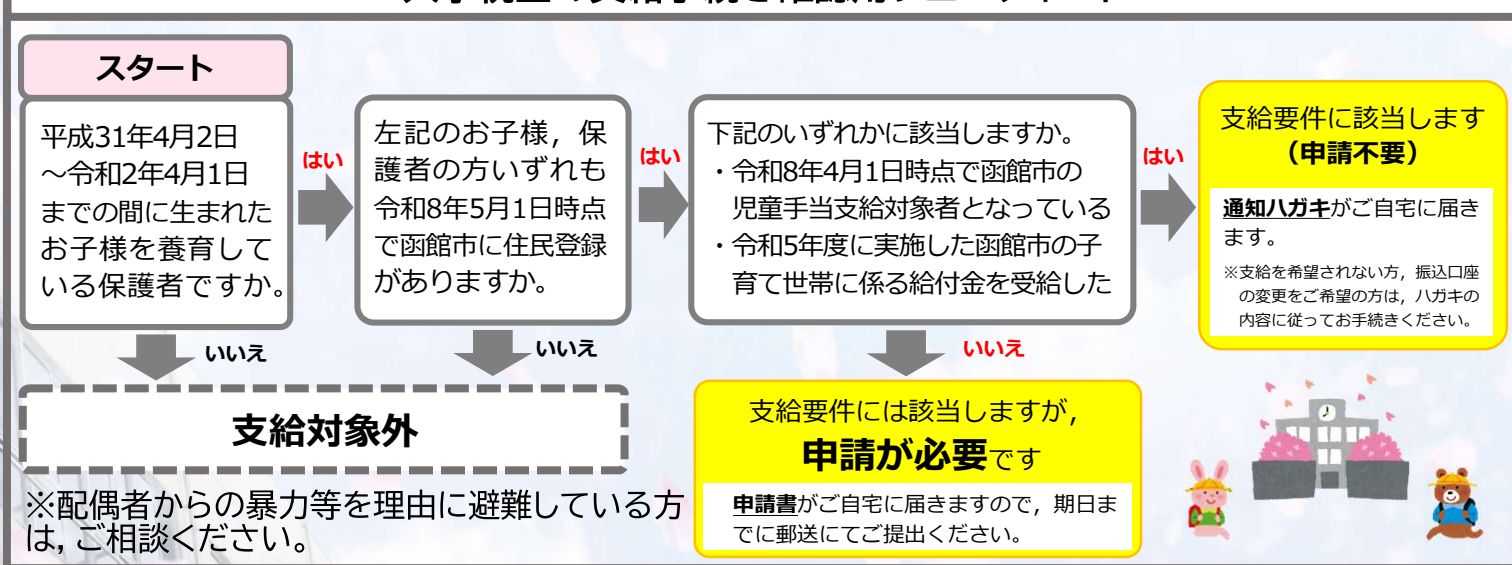 スタート
平成31年4月2日
～令和2年4月1日
までの間に生まれた
お子様を養育して
いる保護者ですか。
はい
左記のお子様，保
護者の方いずれも
令和8年5月1日時点
で函館市に住民登録
がありますか。
はい
下記のいずれかに該当しますか。
・令和8年4月1日時点で函館市の
児童手当支給対象者となっている
・令和5年度に実施した函館市の子
育て世帯に係る給付金を受給した
はい
支給要件に該当します
（申請不要）
通知ハガキがご自宅に届き
ます。
※支給を希望されない方，振込口座
の変更をご希望の方は，ハガキの
内容に従ってお手続きください。
いいえ
いいえ
いいえ
支給対象外
支給要件には該当しますが，
申請が必要です
申請書がご自宅に届きますので，期日ま
でに郵送にてご提出ください。
※配偶者からの暴力等を理由に避難している方
は，ご相談ください。